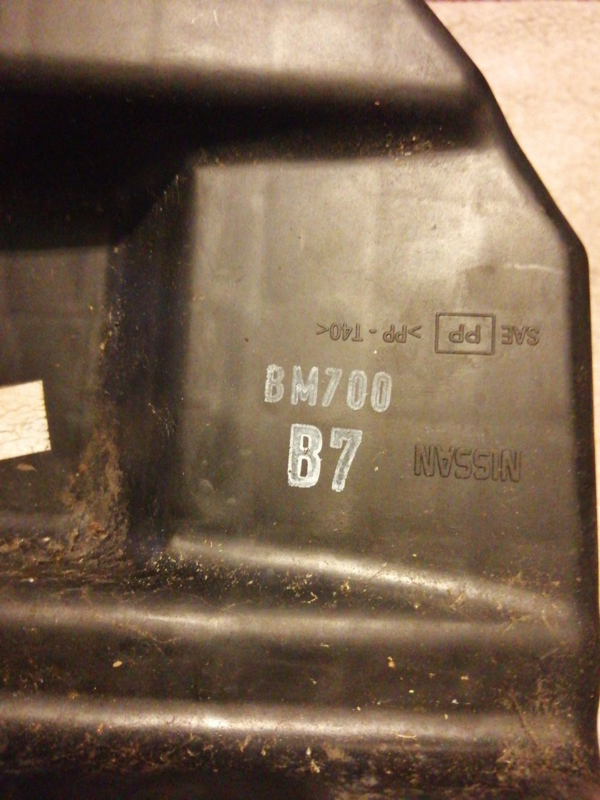 SAE PP >PP-T40<
BM700
B7
NISSAN